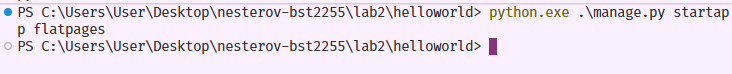 PS C:\Users\User\Desktop\nesterov-bst2255\lab2\helloworld> python.exe .\manage.py startap
p flatpages
PS C:\Users\User\Desktop\nesterov-bst2255\lab2\helloworld>